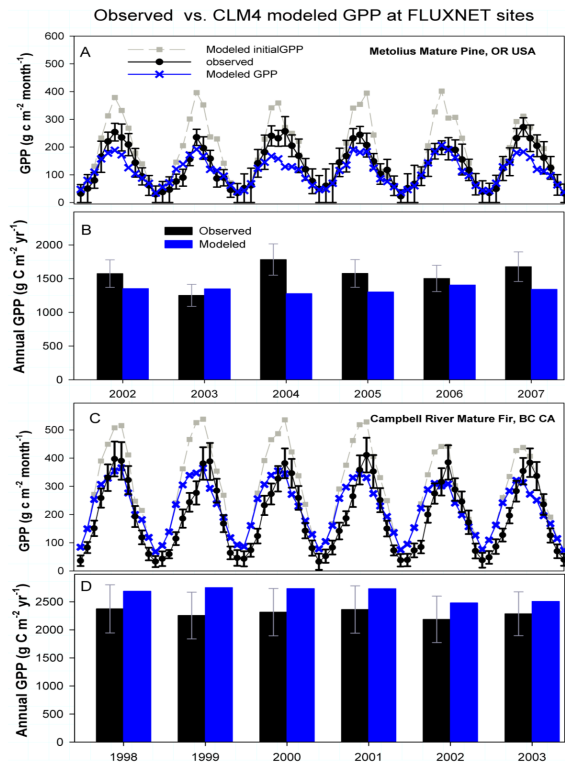 Observed vs. CLM4 modeled GPP at FLUXNET sites
A
Modeled initialGPP
observed
Modeled GPP
Metolius Mature Pine, OR USA
GPP (g c m⁻² month⁻¹)
600
500
400
300
200
100
0
B
Observed
Modeled
Annual GPP (g C m⁻² yr⁻¹)
2000
1500
1000
500
0
2002 2003 2004 2005 2006 2007
C
Campbell River Mature Fir, BC CA
GPP (g c m⁻² month⁻¹)
500
400
300
200
100
0
D
Annual GPP (g C m⁻² yr⁻¹)
2500
2000
1500
1000
500
0
1998 1999 2000 2001 2002 2003